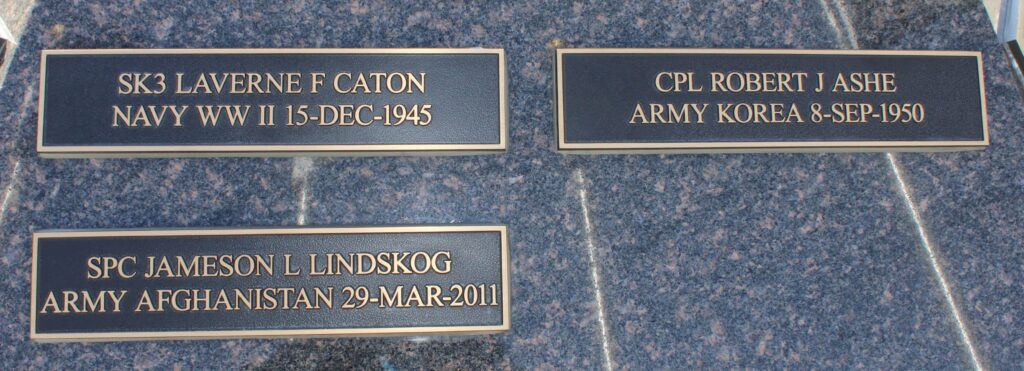 SK3 LAVERNE F CATON
NAVY WW II 15-DEC-1945
CPL ROBERT J ASHE
ARMY KOREA 8-SEP-1950
SPC JAMESON L LINDSKOG
ARMY AFGHANISTAN 29-MAR-2011